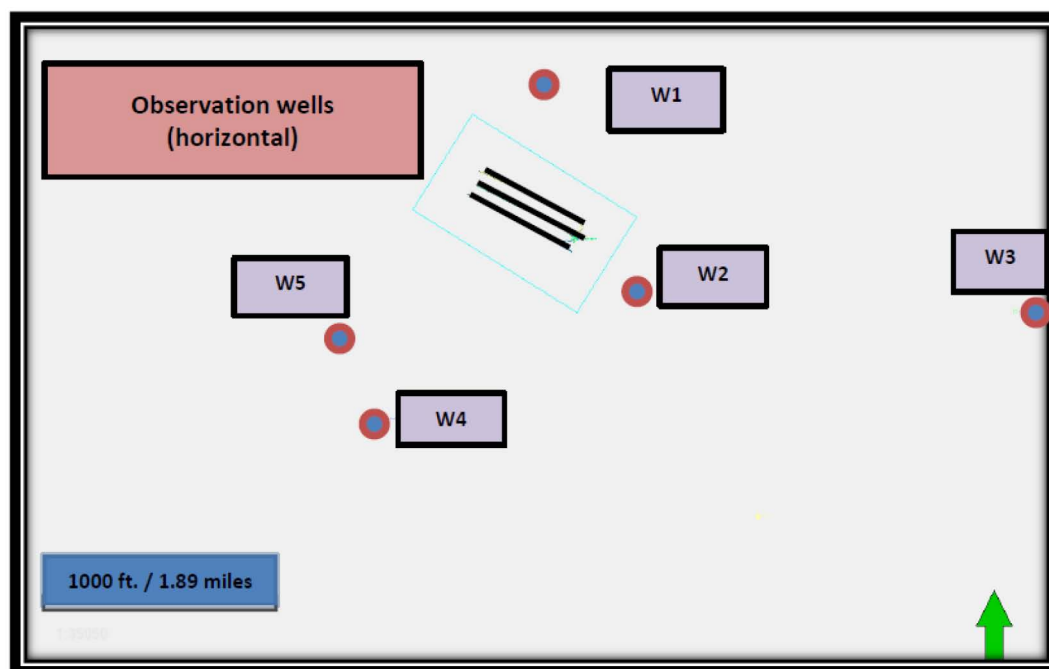 Observation wells
(horizontal)
W1
W2
W3
W5
W4
1000 ft. / 1.89 miles